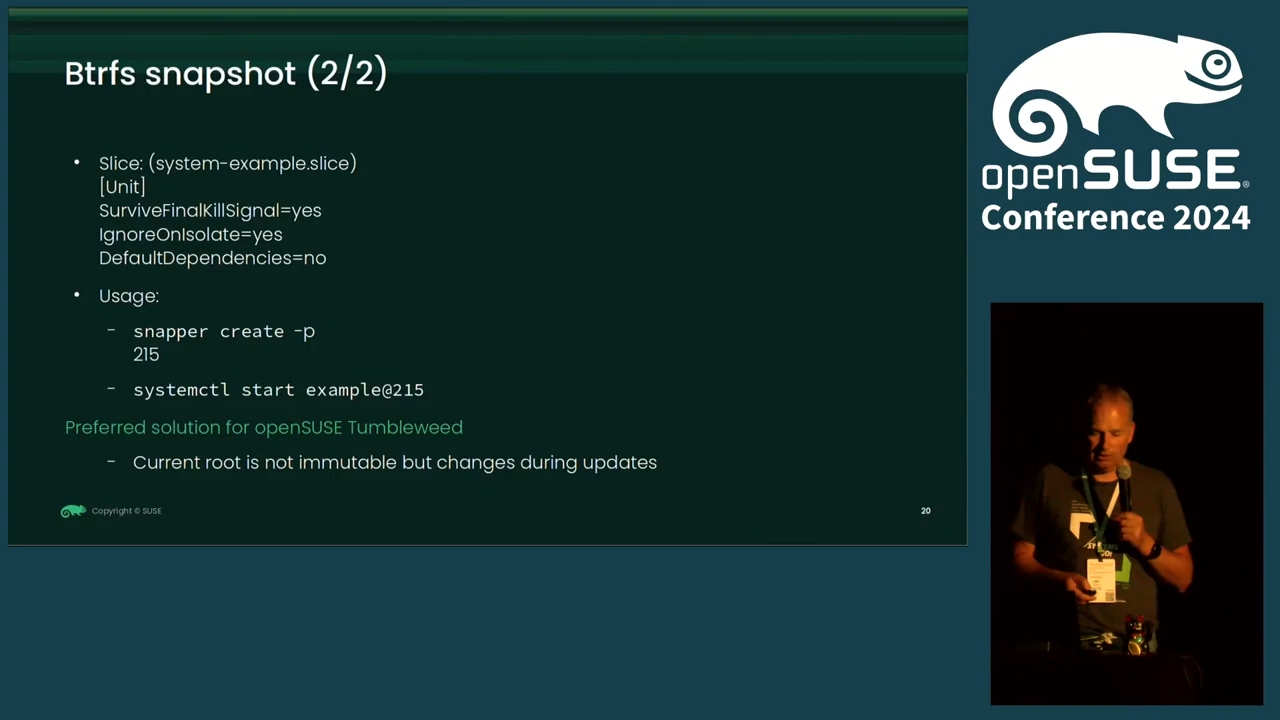 Btrfs snapshot (2/2)
• Slice: (system-example.slice)
[Unit]
SurviveFinalKillSignal=yes
IgnoreOnIsolate=yes
DefaultDependencies=no
• Usage:
– snapper create -p
215
– systemctl start example@215
Preferred solution for openSUSE Tumbleweed
– Current root is not immutable but changes during updates
Copyright © SUSE
20
openSUSE®
Conference 2024